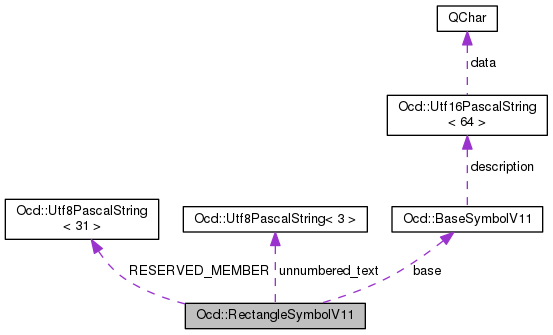 QChar
data
Ocd::Utf16PascalString
< 64 >
description
Ocd::Utf8PascalString
< 31 >
Ocd::Utf8PascalString< 3 >
Ocd::BaseSymbolV11
RESERVED_MEMBER
unnumbered_text
base
Ocd::RectangleSymbolV11